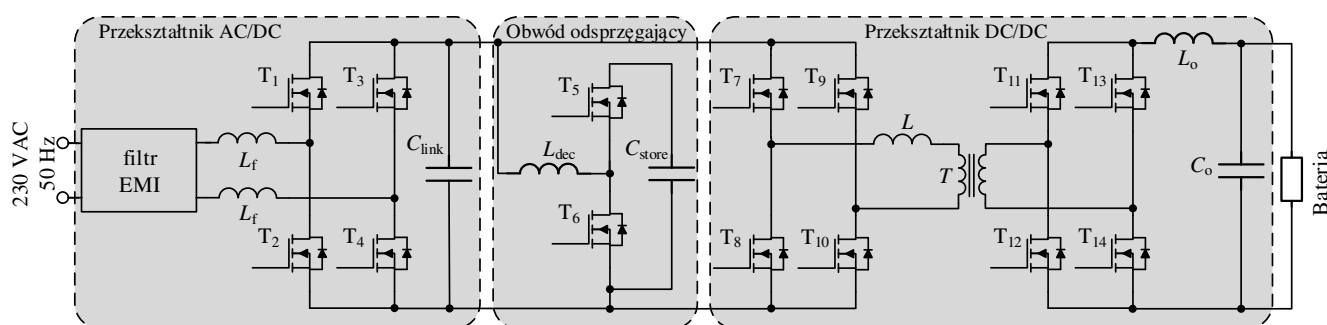 Przekształtnik AC/DC
Obwód odsprzęgający
Przekształtnik DC/DC
T1
T3
T5
T7
T9
T11
T13
Lo
230 VAC
50 Hz
filtr
EMI
Lf
Lf
Clink
Ldec
Cstore
L
T
Co
Bateria
T2
T4
T6
T8
T10
T12
T14